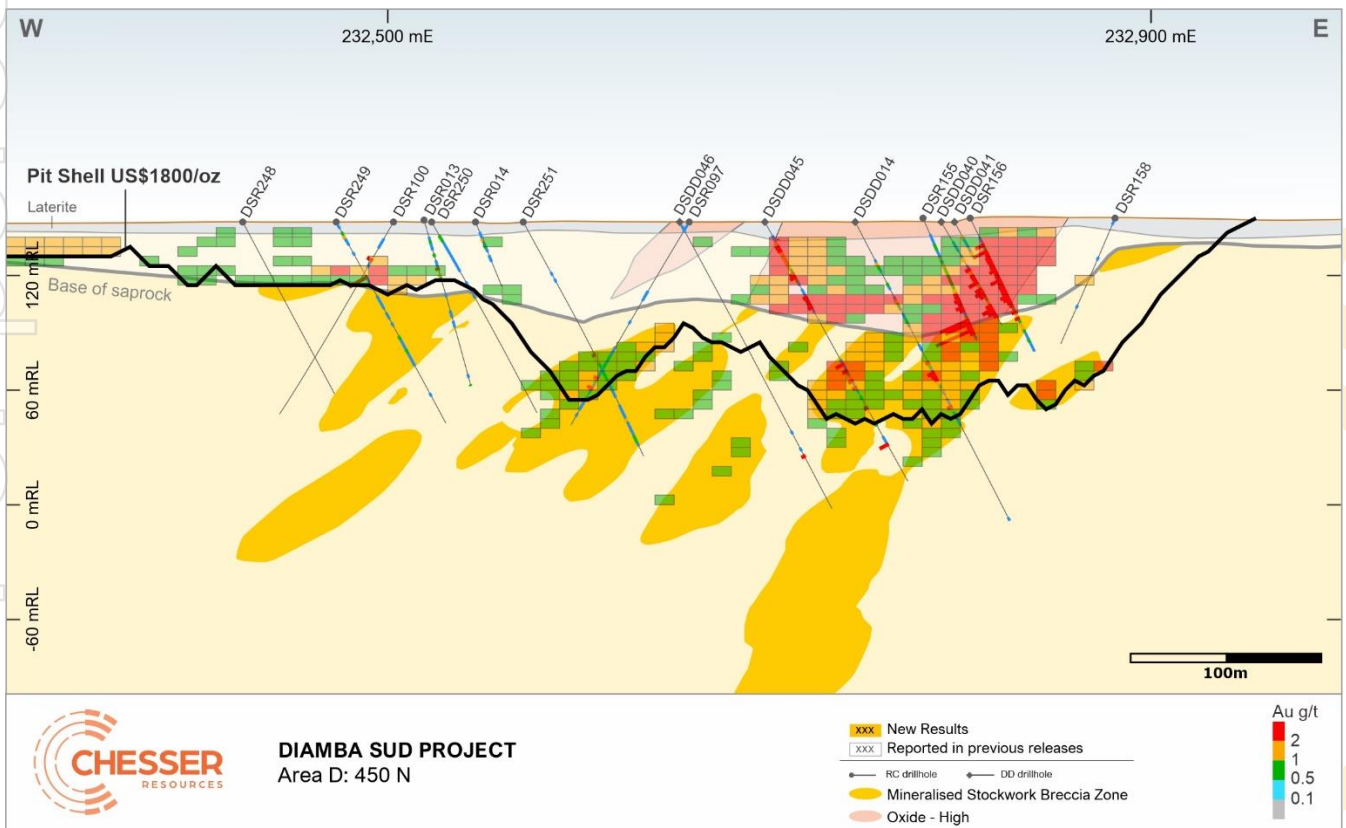 W
232,500 mE
232,900 mE
E
Pit Shell US$1800/oz
Laterite
Base of saprock
DSR248
DSR249
DSR100
DSR013
DSR250
DSR014
DSR251
DSDD046
DSR097
DSDD045
DSDD014
DSR155
DSDD040
DSDD041
DSR156
DSR158
120 mRL
60 mRL
0 mRL
-60 mRL
100m
CHESSER
RESOURCES
DIAMBA SUD PROJECT
Area D: 450 N
xxx New Results
xxx Reported in previous releases
RC drillhole DD drillhole
Mineralised Stockwork Breccia Zone
Oxide - High
Au g/t
2
1
0.5
0.1